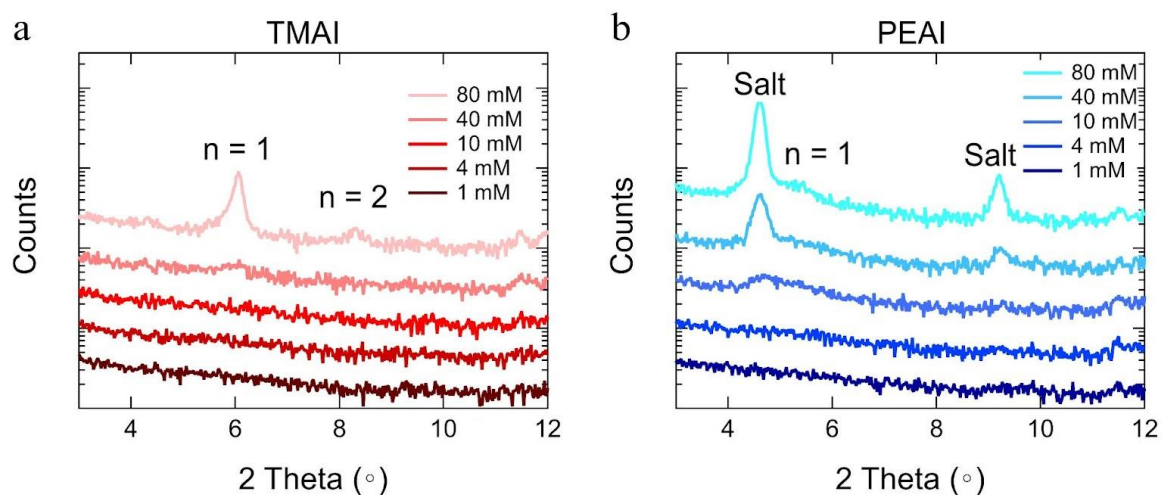 a
TMAI
80 mM
40 mM
10 mM
4 mM
1 mM
n = 1
n = 2
Counts
4 6 8 10 12
2 Theta (○)
b
PEAI
80 mM
40 mM
10 mM
4 mM
1 mM
Salt
n = 1
Salt
Counts
4 6 8 10 12
2 Theta (○)